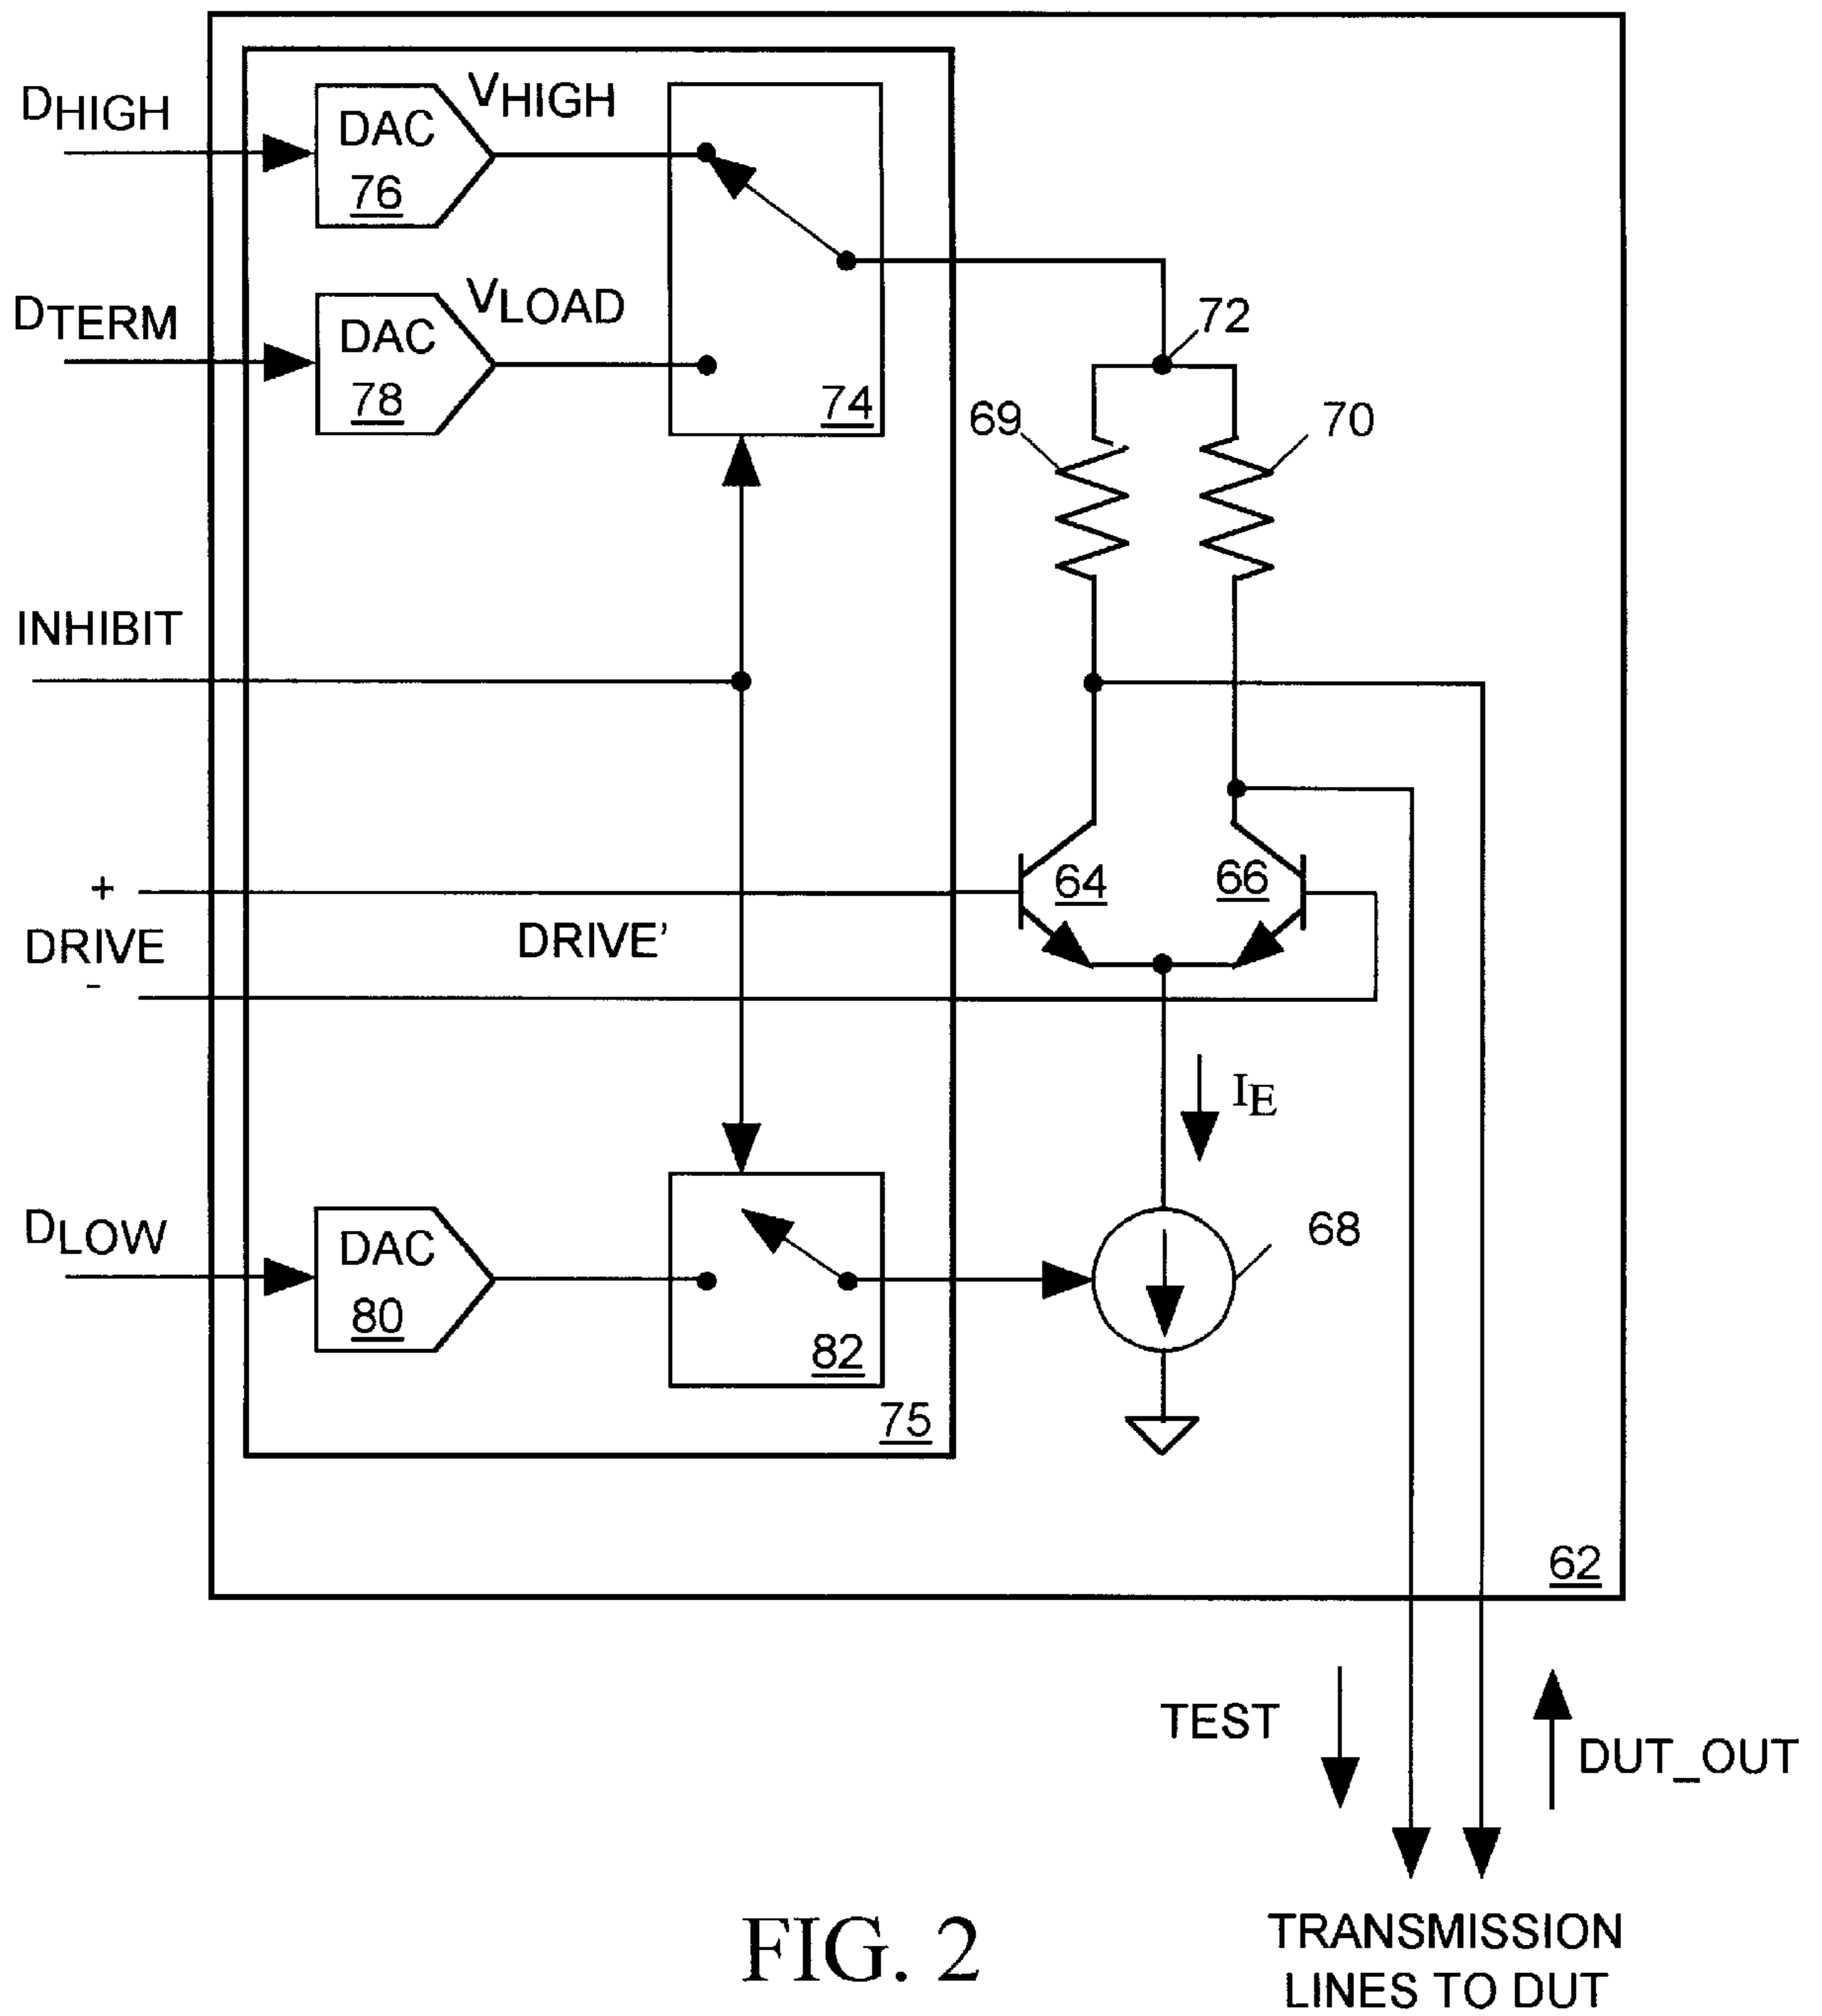 DHIGH
DAC
76
VHIGH
DTERM
DAC
78
VLOAD
74
72
69
70
INHIBIT
+
DRIVE
-
DRIVE’
64
66
IE
DLOW
DAC
80
82
68
75
62
TEST
DUT_OUT
TRANSMISSION
LINES TO DUT
FIG. 2